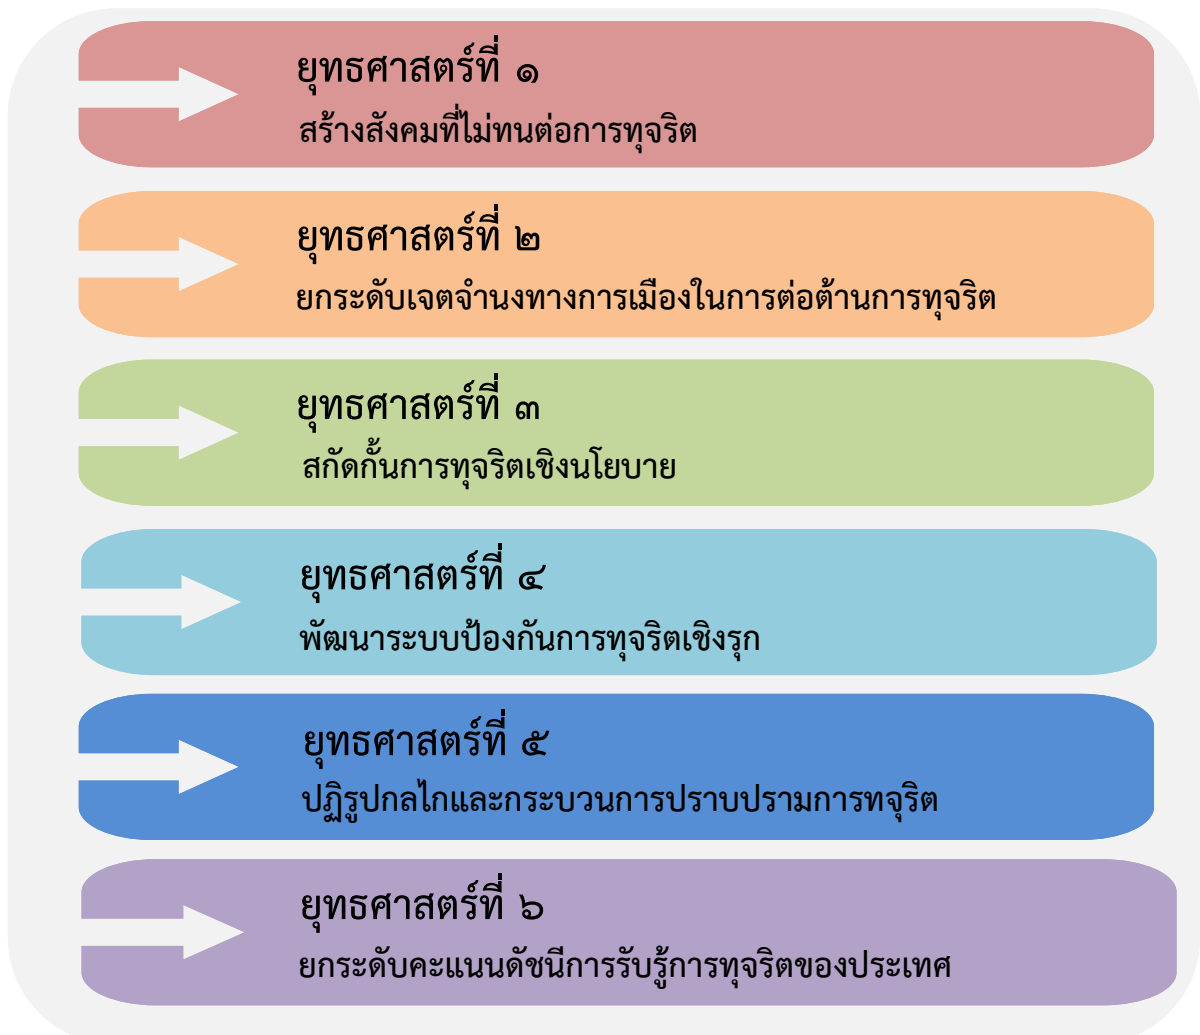 ยุทธศาสตร์ที่ ๑
สร้างสังคมที่ไม่ทนต่อการทุจริต
ยุทธศาสตร์ที่ ๒
ยกระดับเจตจำนงทางการเมืองในการต่อต้านการทุจริต
ยุทธศาสตร์ที่ ๓
สกัดกั้นการทุจริตเชิงนโยบาย
ยุทธศาสตร์ที่ ๔
พัฒนาระบบป้องกันการทุจริตเชิงรุก
ยุทธศาสตร์ที่ ๕
ปฏิรูปกลไกและกระบวนการปราบปรามการทจุริต
ยุทธศาสตร์ที่ ๖
ยกระดับคะแนนดัชนีการรับรู้การทุจริตของประเทศ